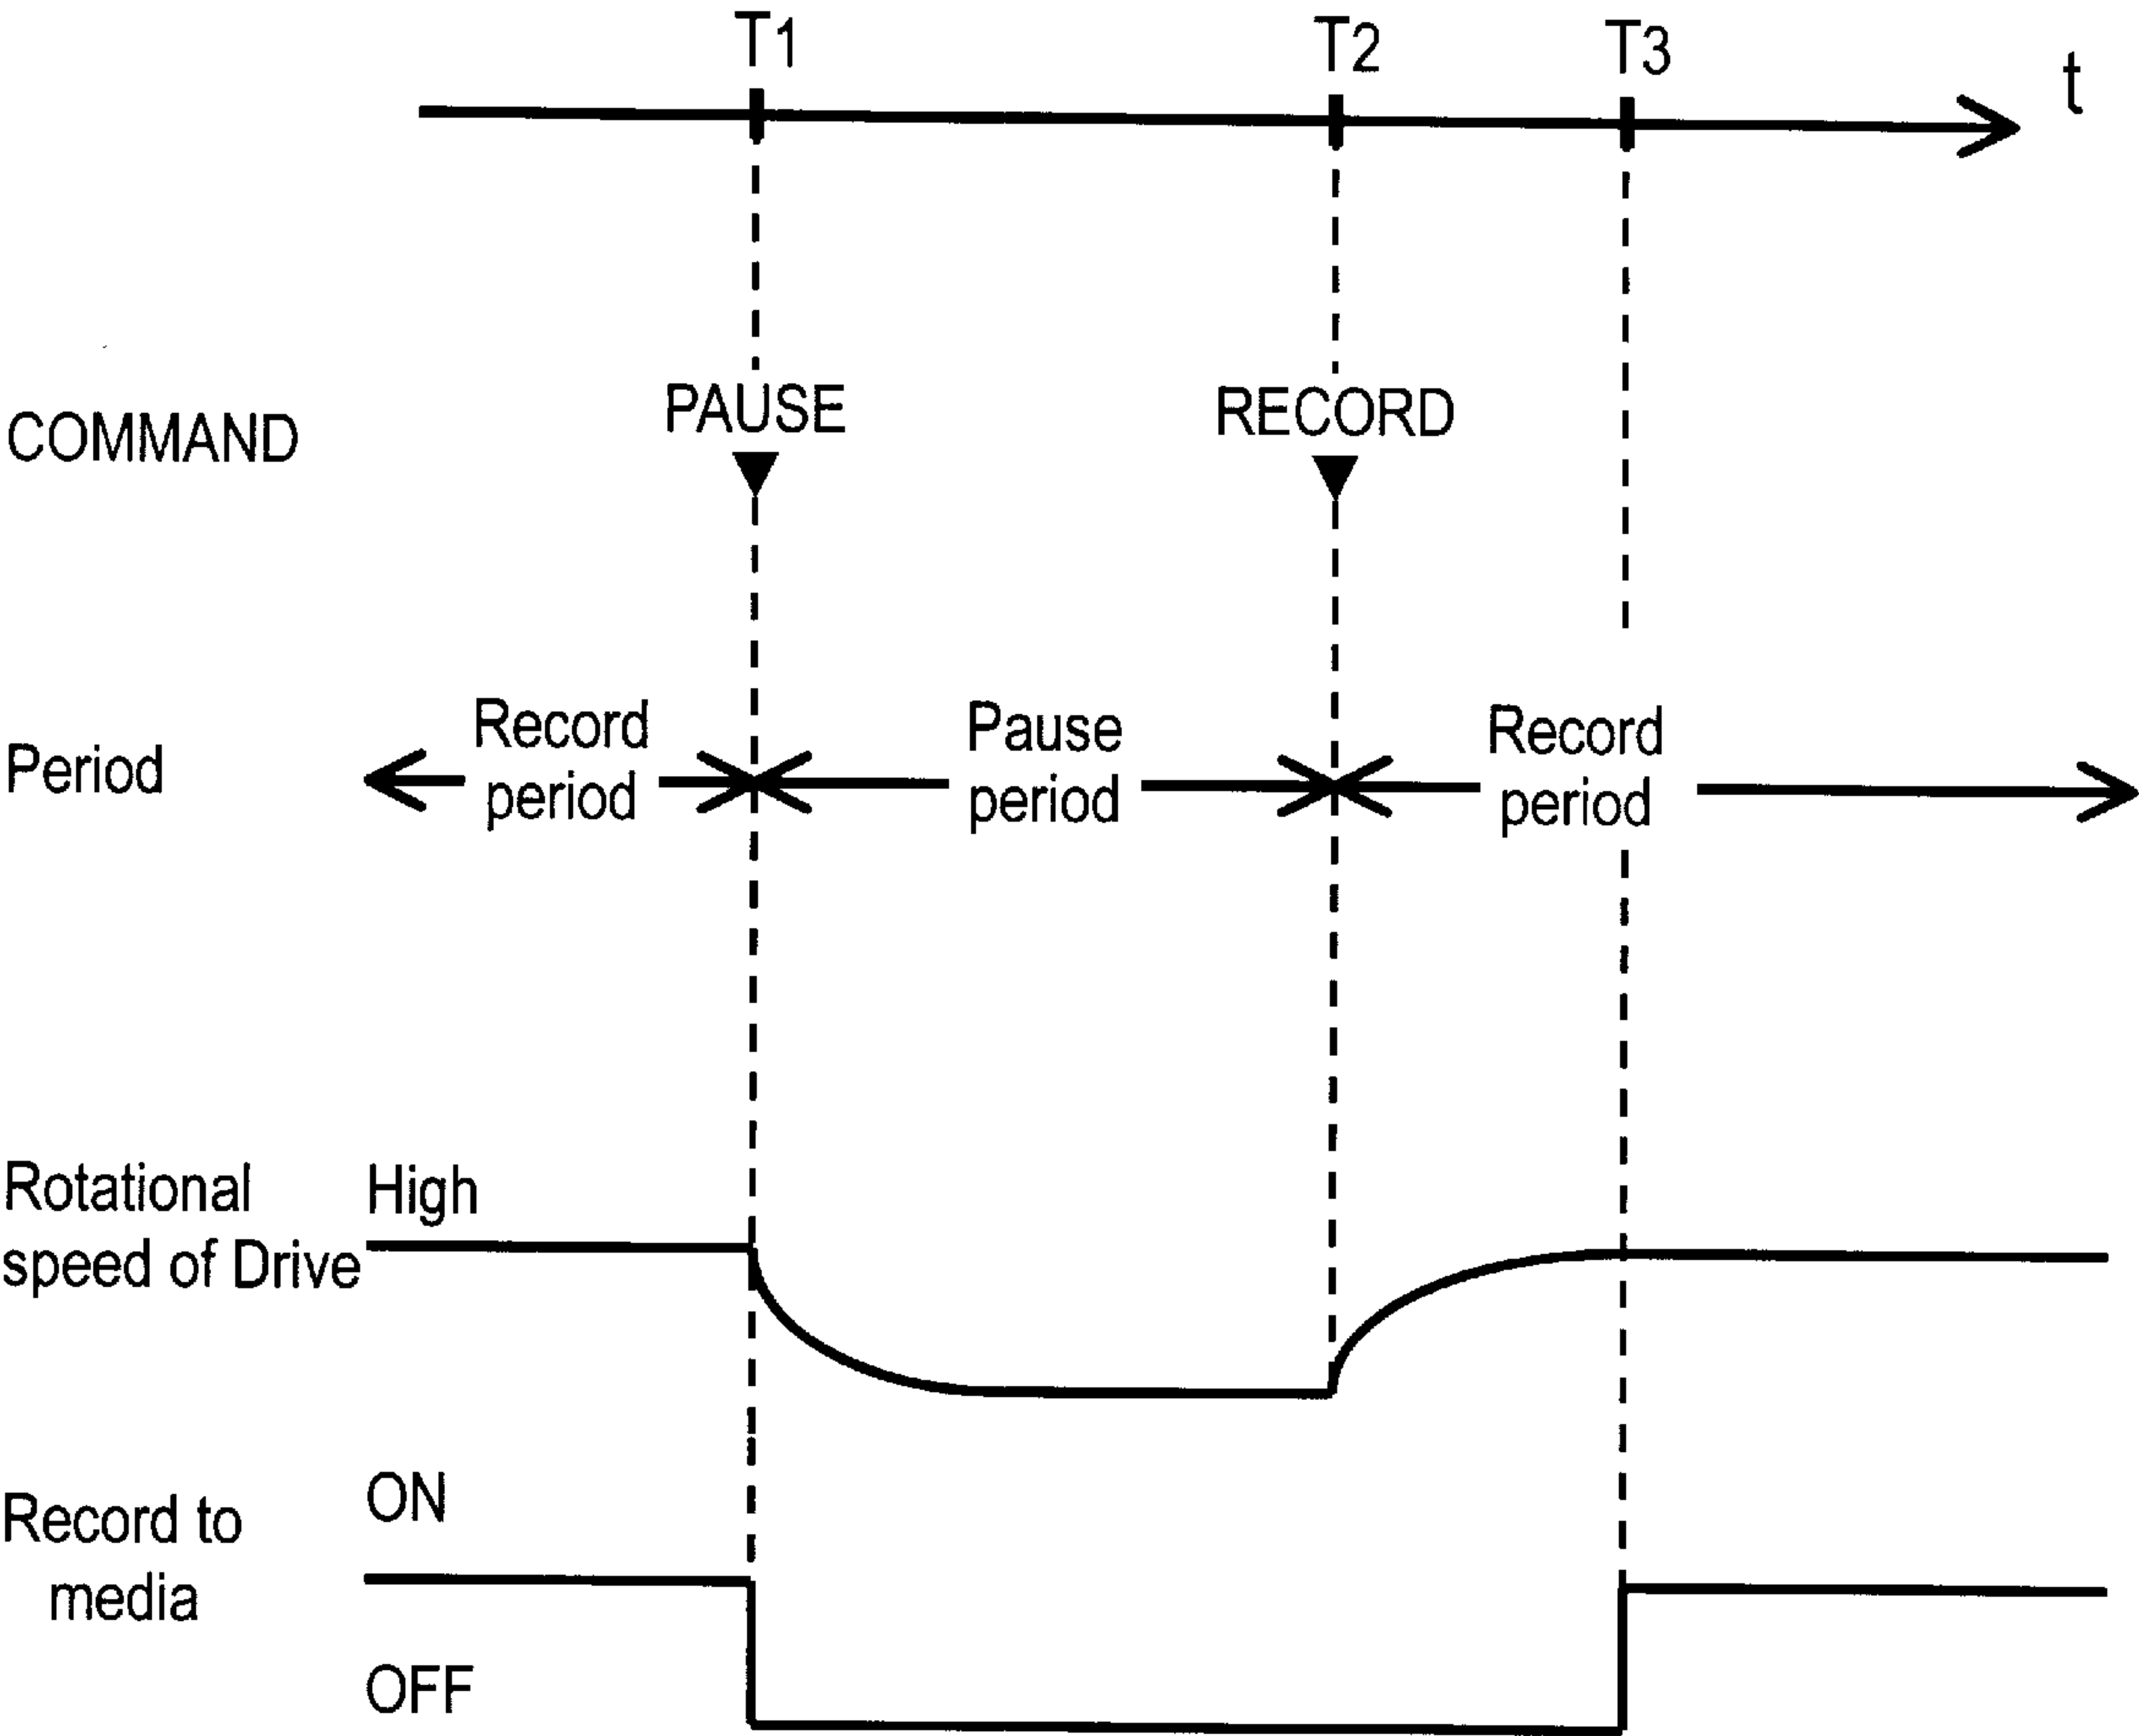 T1
T2
T3
t
COMMAND
PAUSE
RECORD
Period
Record
period
Pause
period
Record
period
Rotational
speed of Drive
High
Record to
media
ON
OFF